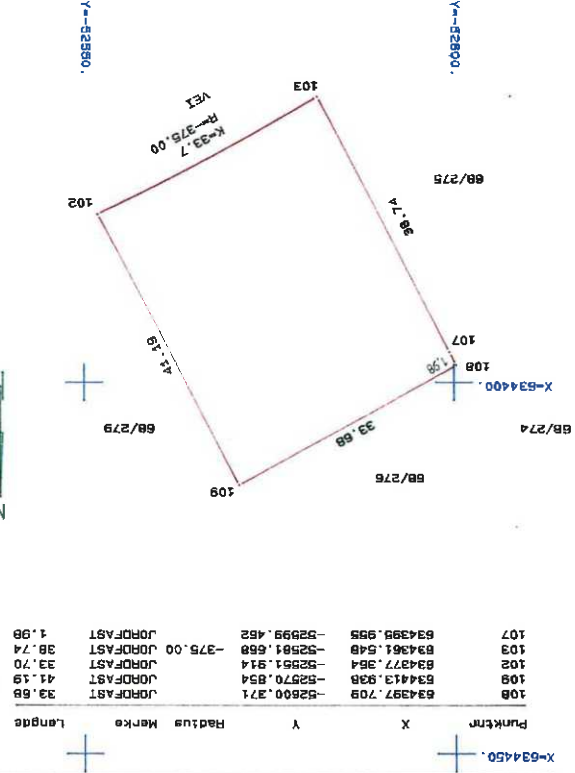 X=634450.
Punktnr X Y Radius Merke Lengde
108 634397.709 -52600.371 JORDFAST 33.68
109 634413.938 -52570.854 JORDFAST 41.19
102 634377.364 -52551.914 JORDFAST 33.70
103 634361.548 -52581.668 -375.00 JORDFAST 38.74
107 634395.955 -52599.462 JORDFAST 1.98
N
109
68/276
68/274
33.68
68/279
X=634400.
108
1.98
107
41.19
38.74
102
68/275
K=33.7
R=-375.00
VEI
103
Y=-52600.
Y=-52550.